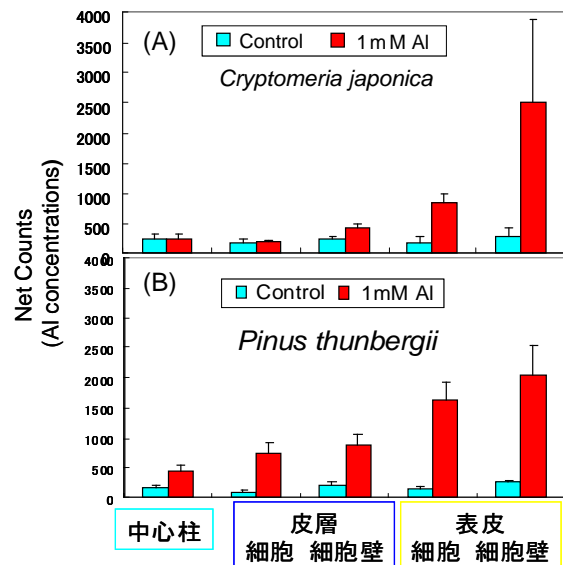 4000
(A)
Control
1mM Al
Cryptomeria japonica
3500
3000
2500
2000
1500
1000
500
0
Net Counts
(Al concentrations)
4000
(B)
Control
1mM Al
3500
3000
Pinus thunbergii
2500
2000
1500
1000
500
0
中心柱
皮層
細胞 細胞壁
表皮
細胞 細胞壁